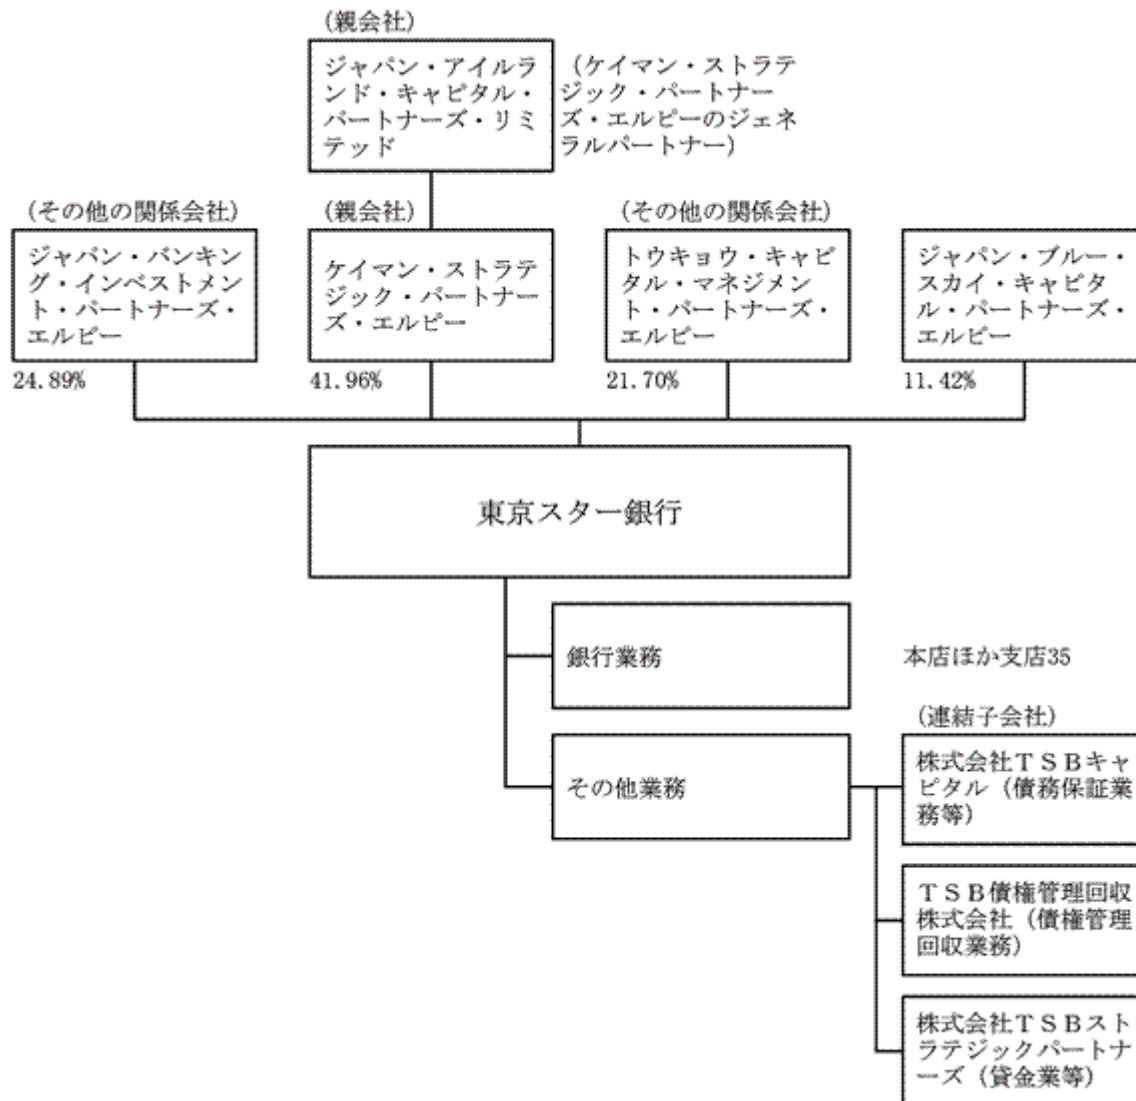 (親会社)
ジャパン・アイルラ
ンド・キャピタル・
パートナーズ・リミ
テッド
(ケイマン・ストラテ
ジック・パートナー
ズ・エルピーのジェネ
ラルパートナー)
(その他の関係会社)
ジャパン・バンキン
グ・インベストメン
ト・パートナーズ・
エルピー
24.89%
(親会社)
ケイマン・ストラテ
ジック・パートナー
ズ・エルピー
41.96%
(その他の関係会社)
トウキョウ・キャピ
タル・マネジメン
ト・パートナーズ・
エルピー
21.70%
ジャパン・ブルー・
スカイ・キャピタ
ル・パートナーズ・
エルピー
11.42%
東京スター銀行
銀行業務
本店ほか支店35
その他業務
(連結子会社)
株式会社TSBキャ
ピタル（債務保証業
務等）
TSB債権管理回収
株式会社（債権管理
回収業務）
株式会社TSBスト
ラテジックパートナ
ーズ（貸金業等）